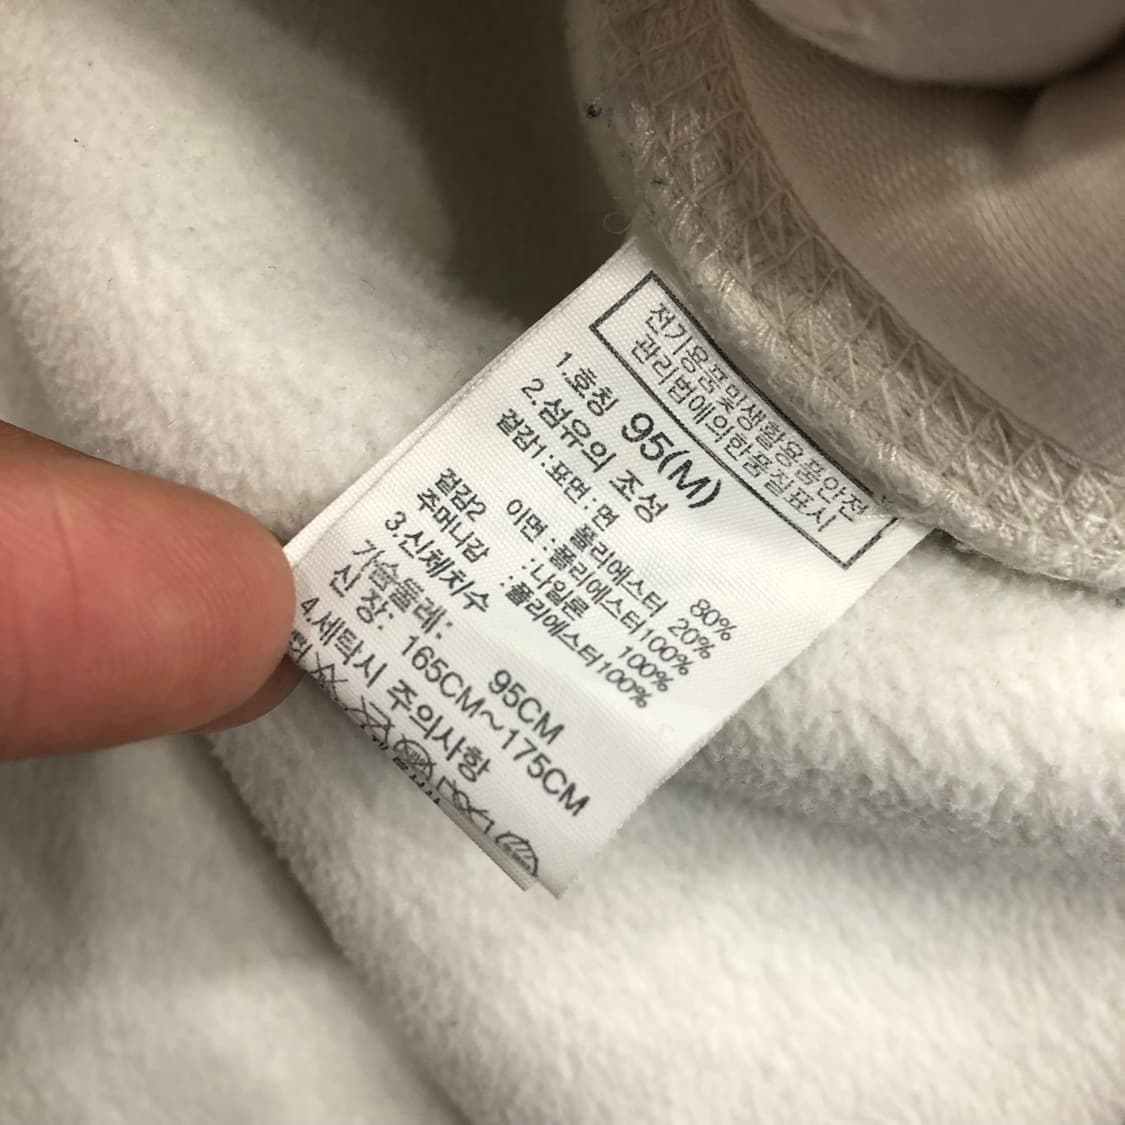 전기용품및생활용품안전
관리법에의한품질표시
1.호칭 95(M)
2.섬유의 조성
겉감1:표면:면 80%
폴리에스터 20%
이면:폴리에스터100%
겉감2 :나일론 100%
주머니감 :폴리에스터100%
3.신체치수
가슴둘레: 95CM
신 장: 165CM~175CM
4.세탁시 주의사항